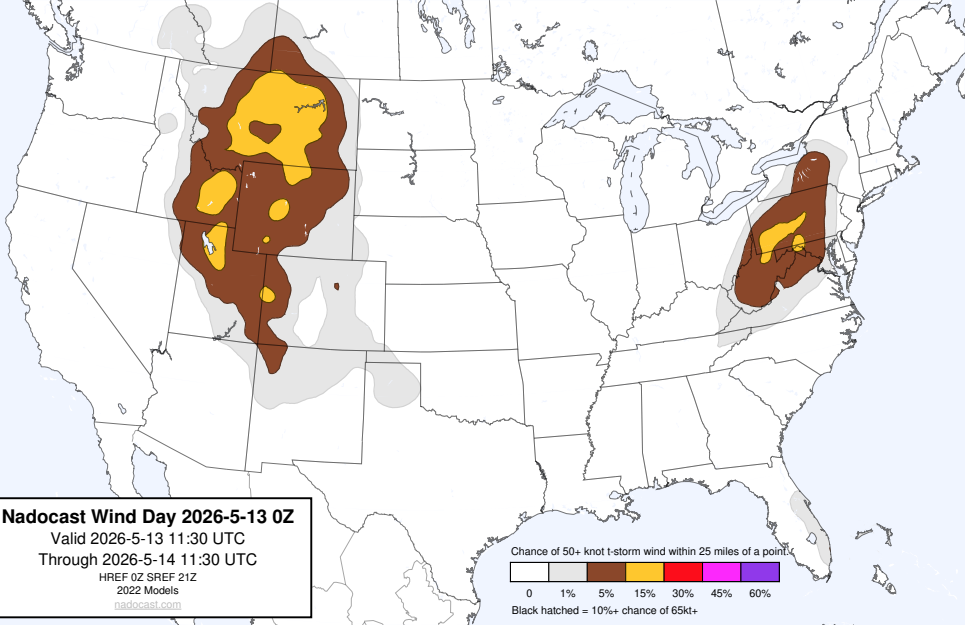 Nadocast Wind Day 2026-5-13 0Z
Valid 2026-5-13 11:30 UTC
Through 2026-5-14 11:30 UTC
HREF 0Z SREF 21Z
2022 Models
nadocast.com
Chance of 50+ knot t-storm wind within 25 miles of a point.
0 1% 5% 15% 30% 45% 60%
Black hatched = 10%+ chance of 65kt+